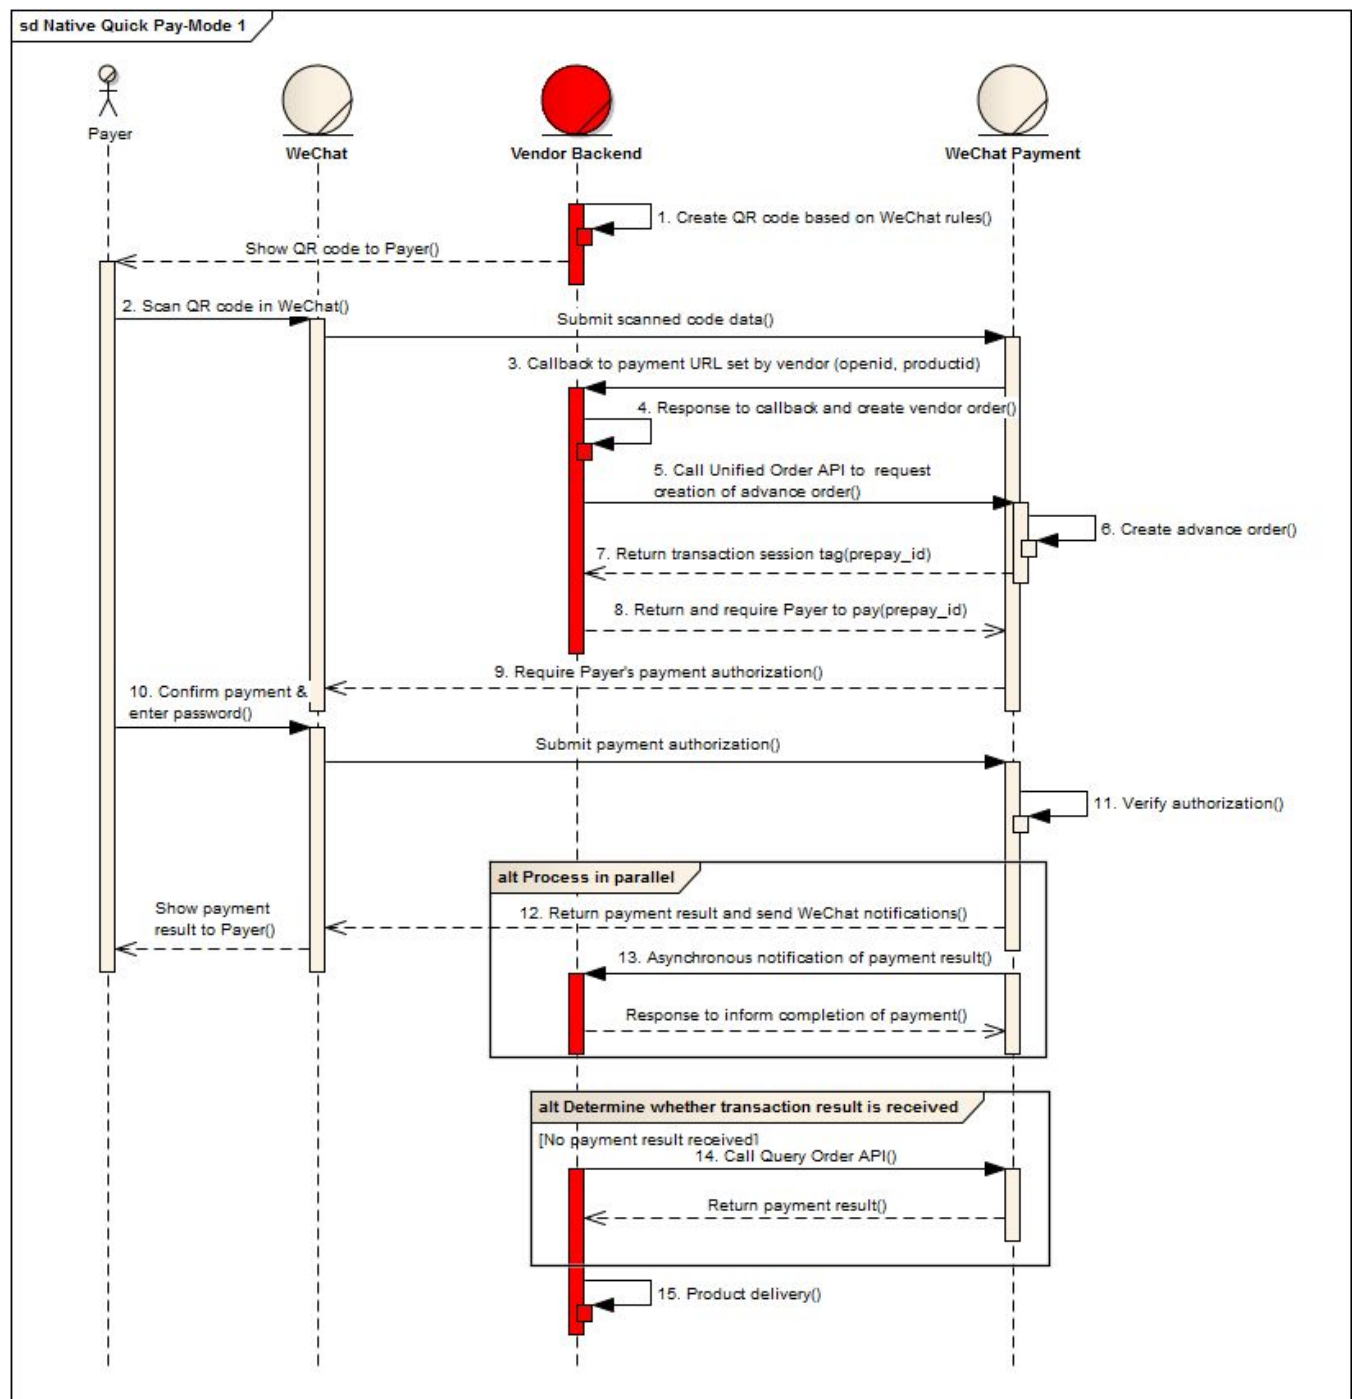 sd Native Quick Pay-Mode 1
Payer
WeChat
Vendor Backend
WeChat Payment
1. Create QR code based on WeChat rules()
Show QR code to Payer()
2. Scan QR code in WeChat()
Submit scanned code data()
3. Callback to payment URL set by vendor (openid, productid)
4. Response to callback and create vendor order()
5. Call Unified Order API to request
creation of advance order()
6. Create advance order()
7. Return transaction session tag(prepay_id)
8. Return and require Payer to pay(prepay_id)
9. Require Payer's payment authorization()
10. Confirm payment &
enter password()
Submit payment authorization()
11. Verify authorization()
alt Process in parallel
12. Return payment result and send WeChat notifications()
Show payment
result to Payer()
13. Asynchronous notification of payment result()
Response to inform completion of payment()
alt Determine whether transaction result is received
[No payment result received]
14. Call Query Order API()
Return payment result()
15. Product delivery()